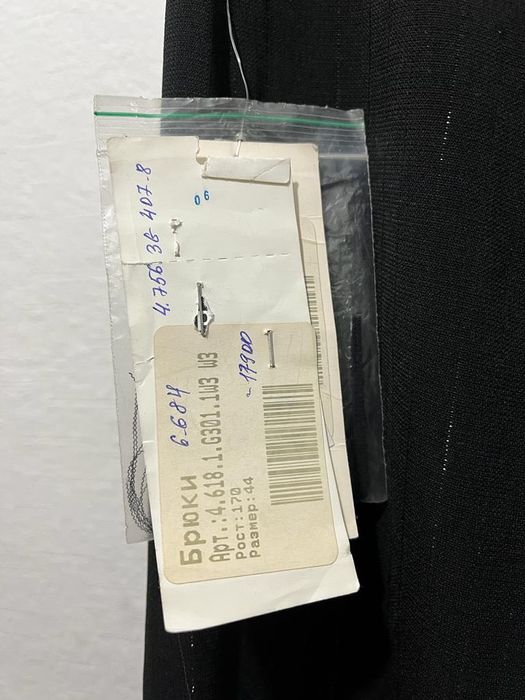 06
4.756 38-407-8
6-684
~17900
Брюки
Арт.:4.618.1.G301.1W3 W3
Рост:170
Размер:44